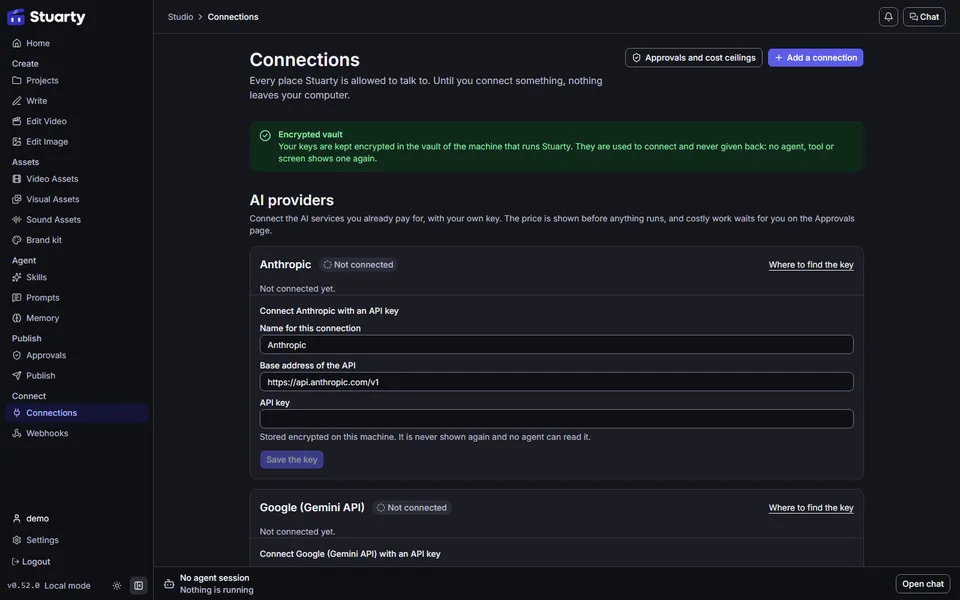 Stuarty
Studio > Connections
Chat
Home
Create
Projects
Write
Edit Video
Edit Image
Assets
Video Assets
Visual Assets
Sound Assets
Brand kit
Agent
Skills
Prompts
Memory
Publish
Approvals
Publish
Connect
Connections
Webhooks
demo
Settings
Logout
v0.52.0 Local mode
Connections
Every place Stuarty is allowed to talk to. Until you connect something, nothing
leaves your computer.
Approvals and cost ceilings
+ Add a connection
Encrypted vault
Your keys are kept encrypted in the vault of the machine that runs Stuarty. They are used to connect and never given back: no agent, tool or
screen shows one again.
AI providers
Connect the AI services you already pay for, with your own key. The price is shown before anything runs, and costly work waits for you on the Approvals
page.
Anthropic Not connected Where to find the key
Not connected yet.
Connect Anthropic with an API key
Name for this connection
Anthropic
Base address of the API
https://api.anthropic.com/v1
API key
Stored encrypted on this machine. It is never shown again and no agent can read it.
Save the key
Google (Gemini API) Not connected Where to find the key
Not connected yet.
Connect Google (Gemini API) with an API key
No agent session
Nothing is running
Open chat